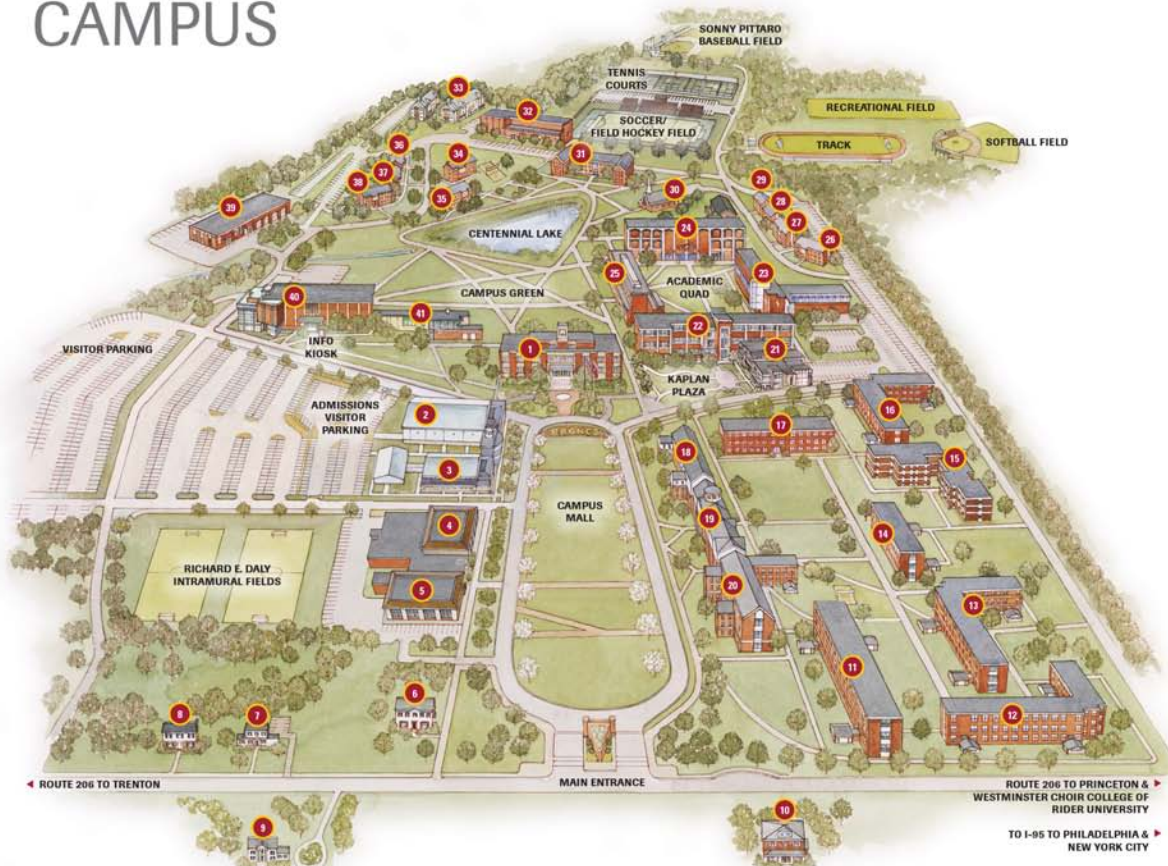 CAMPUS
SONNY PITTARO
BASEBALL FIELD
TENNIS
COURTS
33
32
RECREATIONAL FIELD
SOCCER/
FIELD HOCKEY FIELD
TRACK
SOFTBALL FIELD
36
34
31
37
38
35
30
29
28
39
27
24
26
CENTENNIAL LAKE
25
ACADEMIC
QUAD
23
40
CAMPUS GREEN
41
22
INFO
KIOSK
VISITOR PARKING
1
21
KAPLAN
PLAZA
ADMISSIONS
VISITOR
PARKING
2
16
17
BRONCS
18
15
3
CAMPUS
MALL
19
4
14
RICHARD E. DALY
INTRAMURAL FIELDS
5
20
13
11
6
8
7
12
ROUTE 206 TO TRENTON
MAIN ENTRANCE
ROUTE 206 TO PRINCETON &
WESTMINSTER CHOIR COLLEGE OF
RIDER UNIVERSITY
9
10
TO I-95 TO PHILADELPHIA &
NEW YORK CITY